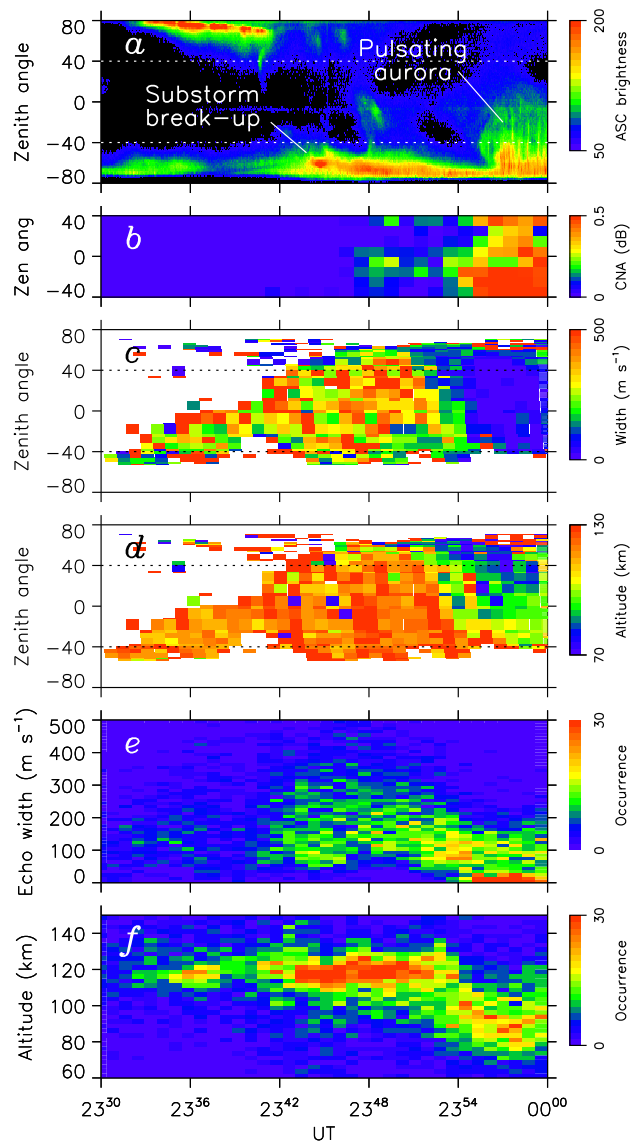 80
40
0
−40
−80
Zenith angle
a
Substorm
break−up
Pulsating
aurora
200
50
ASC brightness
40
0
−40
Zen ang
b
0.5
0
CNA (dB)
80
40
0
−40
−80
Zenith angle
c
500
0
Width (m s⁻¹)
80
40
0
−40
−80
Zenith angle
d
130
70
Altitude (km)
500
400
300
200
100
0
Echo width (m s⁻¹)
e
30
0
Occurrence
140
120
100
80
60
Altitude (km)
f
30
0
Occurrence
23³⁰ 23³⁶ 23⁴² 23⁴⁸ 23⁵⁴ 00⁰⁰
UT